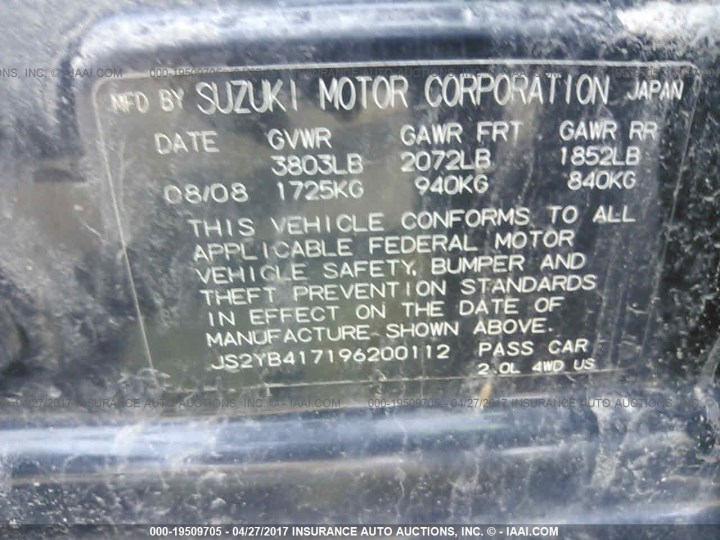 MFD BY SUZUKI MOTOR CORPORATION JAPAN
DATE GVWR GAWR FRT GAWR RR
3803LB 2072LB 1852LB
08/08 1725KG 940KG 840KG
THIS VEHICLE CONFORMS TO ALL
APPLICABLE FEDERAL MOTOR
VEHICLE SAFETY, BUMPER AND
THEFT PREVENTION STANDARDS
IN EFFECT ON THE DATE OF
MANUFACTURE SHOWN ABOVE.
JS2YB417196200112 PASS CAR
2.0L 4WD US
000-19509705 - 04/27/2017 INSURANCE AUTO AUCTIONS, INC. - © - IAAI.COM